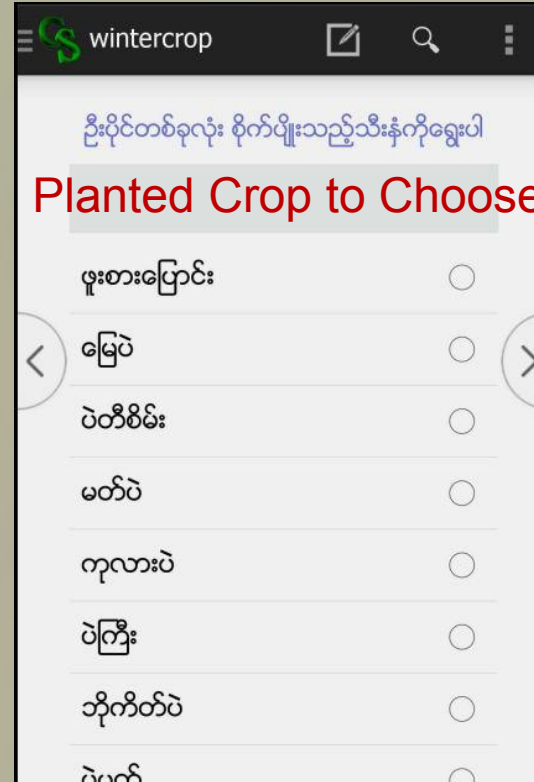 CS wintercrop
ဦးပိုင်တစ်ခုလုံး စိုက်ပျိုးသည့်သီးနှံကိုရွေးပါ
Planted Crop to Choose
ဖူးစားပြောင်း
မြေပဲ
ပဲတီစိမ်း
မတ်ပဲ
ကုလားပဲ
ပဲကြီး
ဘိုကိတ်ပဲ